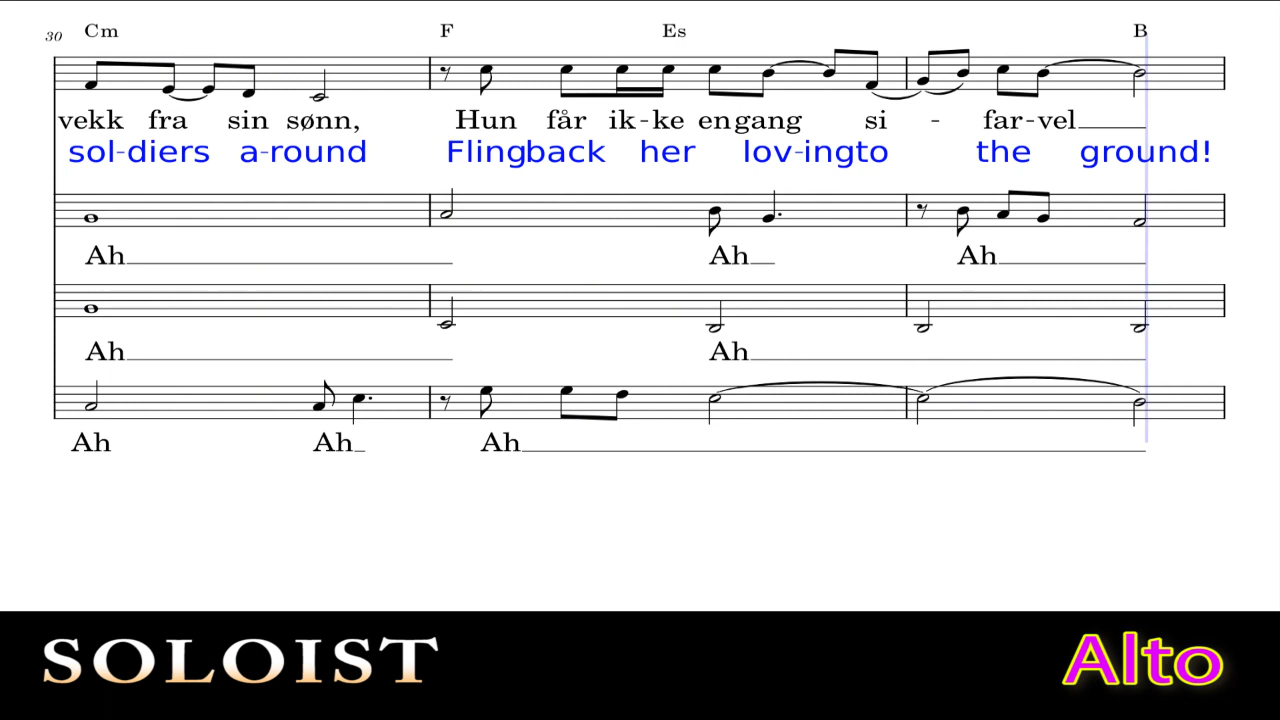 30 Cm F Es B
vekk fra sin sønn, Hun får ik-ke engang si - far-vel
sol-diers a-round Flingback her lov-ingto the ground!
Ah Ah Ah
Ah Ah
Ah Ah Ah
SOLOIST Alto